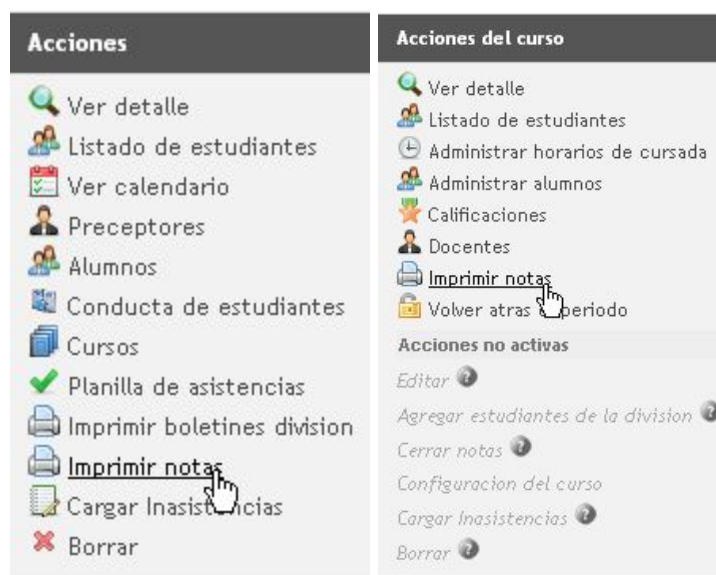 Acciones
Ver detalle
Listado de estudiantes
Ver calendario
Preceptores
Alumnos
Conducta de estudiantes
Cursos
Planilla de asistencias
Imprimir boletines division
Imprimir notas
Cargar Inasistencias
Borrar
Acciones del curso
Ver detalle
Listado de estudiantes
Administrar horarios de cursada
Administrar alumnos
Calificaciones
Docentes
Imprimir notas
Volver atras periodo
Acciones no activas
Editar
Agregar estudiantes de la division
Cerrar notas
Configuracion del curso
Cargar Inasistencias
Borrar